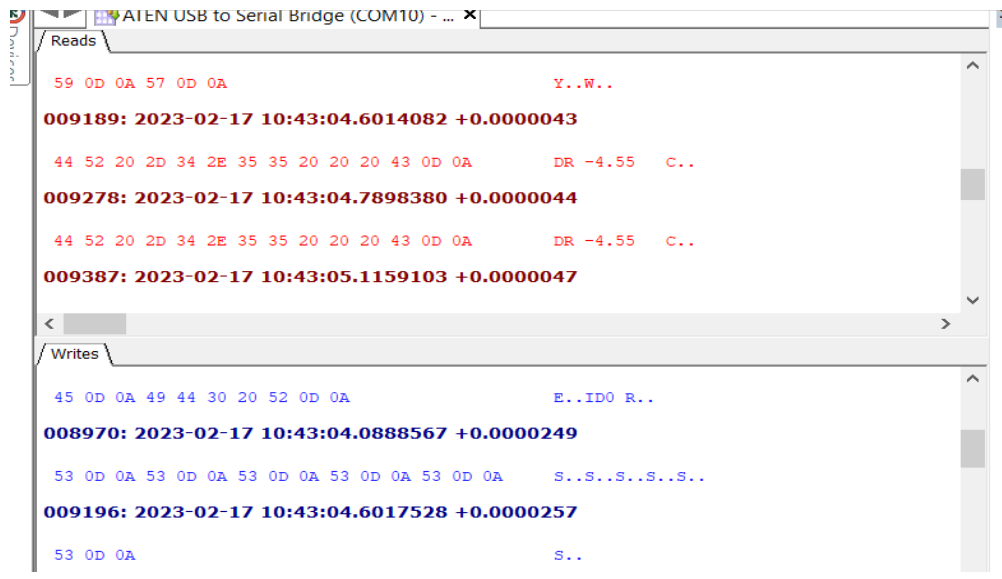 ATEN USB to Serial Bridge (COM10) - ... ×
Devices
Reads
59 0D 0A 57 0D 0A Y..W..
009189: 2023-02-17 10:43:04.6014082 +0.0000043
44 52 20 2D 34 2E 35 35 20 20 20 43 0D 0A DR -4.55   C..
009278: 2023-02-17 10:43:04.7898380 +0.0000044
44 52 20 2D 34 2E 35 35 20 20 20 43 0D 0A DR -4.55   C..
009387: 2023-02-17 10:43:05.1159103 +0.0000047
Writes
45 0D 0A 49 44 30 20 52 0D 0A E..ID0 R..
008970: 2023-02-17 10:43:04.0888567 +0.0000249
53 0D 0A 53 0D 0A 53 0D 0A 53 0D 0A 53 0D 0A S..S..S..S..S..
009196: 2023-02-17 10:43:04.6017528 +0.0000257
53 0D 0A S..